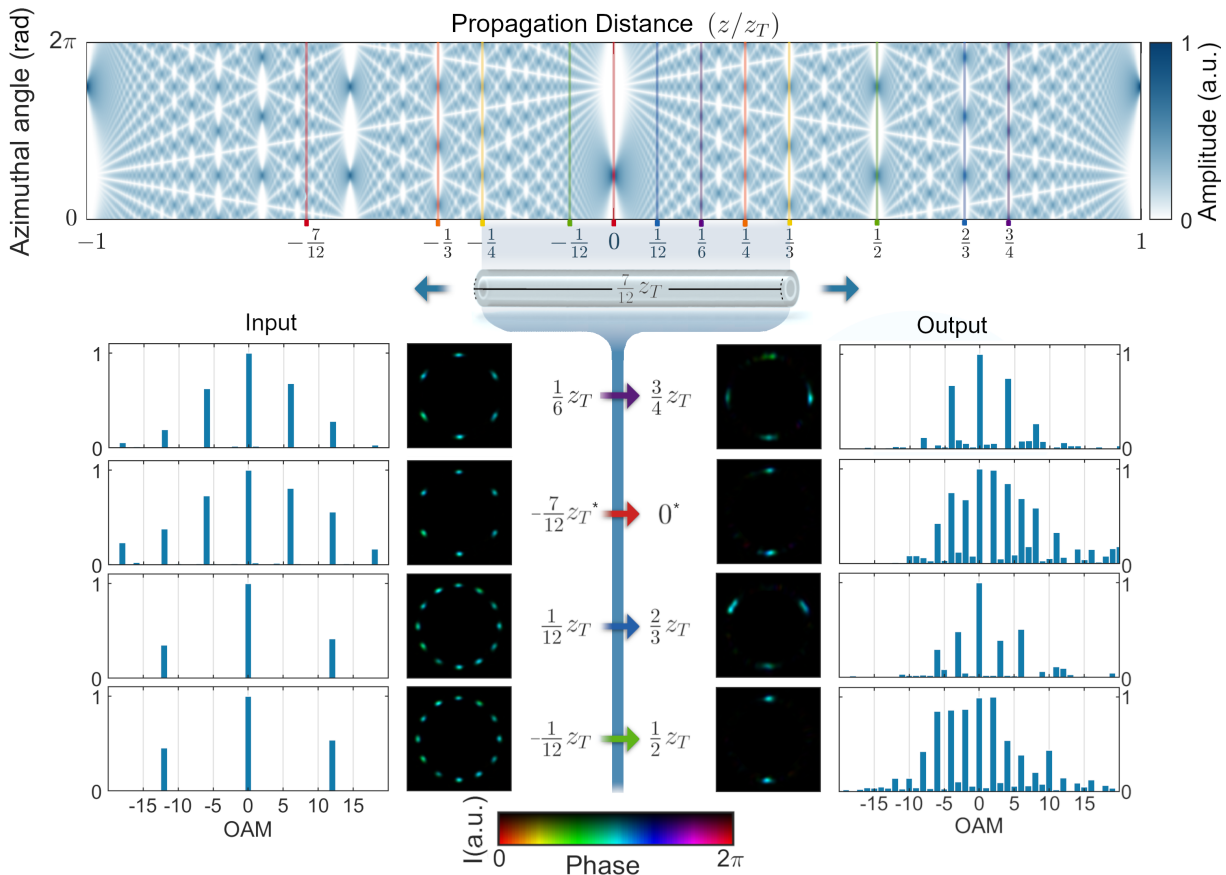 Propagation Distance (z/z_T)
Azimuthal angle (rad)
2π
0
1
0
Amplitude (a.u.)
−1
−7/12
−1/3
−1/4
−1/12
0
1/12
1/6
1/4
1/3
1/2
2/3
3/4
1
7/12 z_T
Input
Output
1
0
1/6 z_T
3/4 z_T
1
0
1
0
−7/12 z_T*
0*
1
0
1
0
1/12 z_T
2/3 z_T
1
0
1
0
−1/12 z_T
1/2 z_T
1
0
-15 -10 -5 0 5 10 15
OAM
-15 -10 -5 0 5 10 15
OAM
I(a.u.)
0
2π
Phase